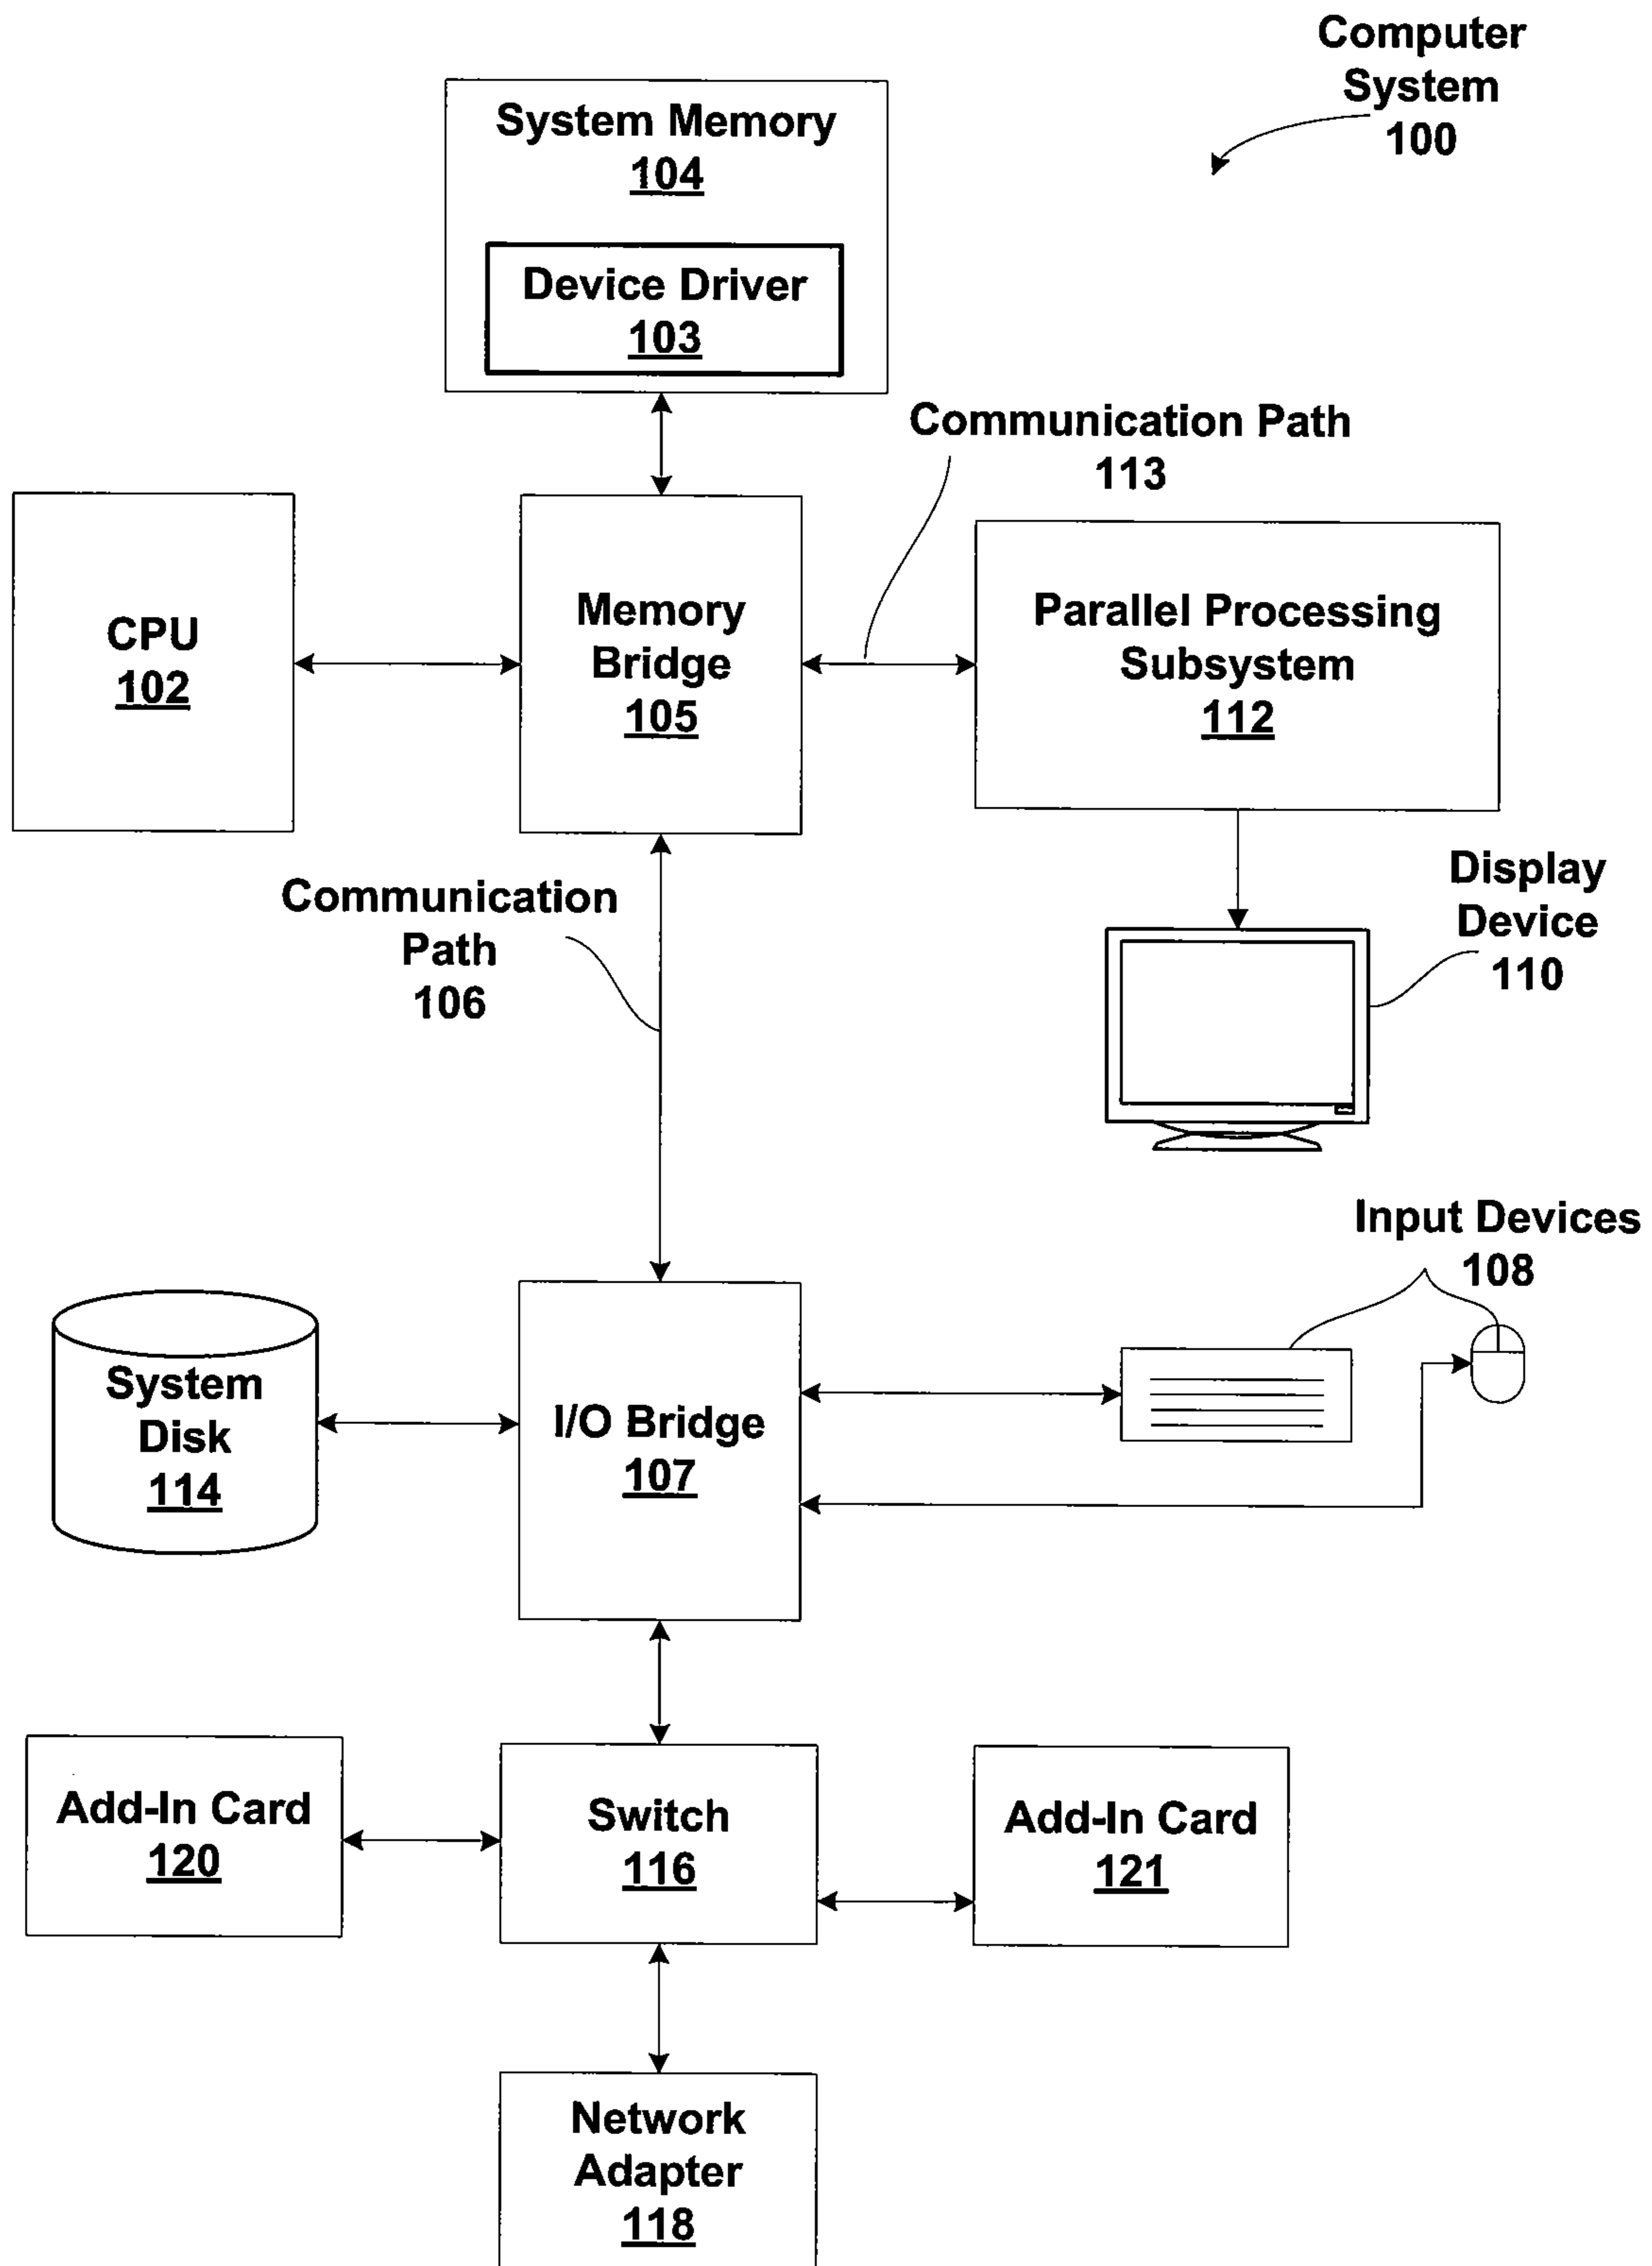 Computer
System
100
System Memory
104
Device Driver
103
Communication Path
113
CPU
102
Memory
Bridge
105
Parallel Processing
Subsystem
112
Communication
Path
106
Display
Device
110
Input Devices
108
System
Disk
114
I/O Bridge
107
Add-In Card
120
Switch
116
Add-In Card
121
Network
Adapter
118